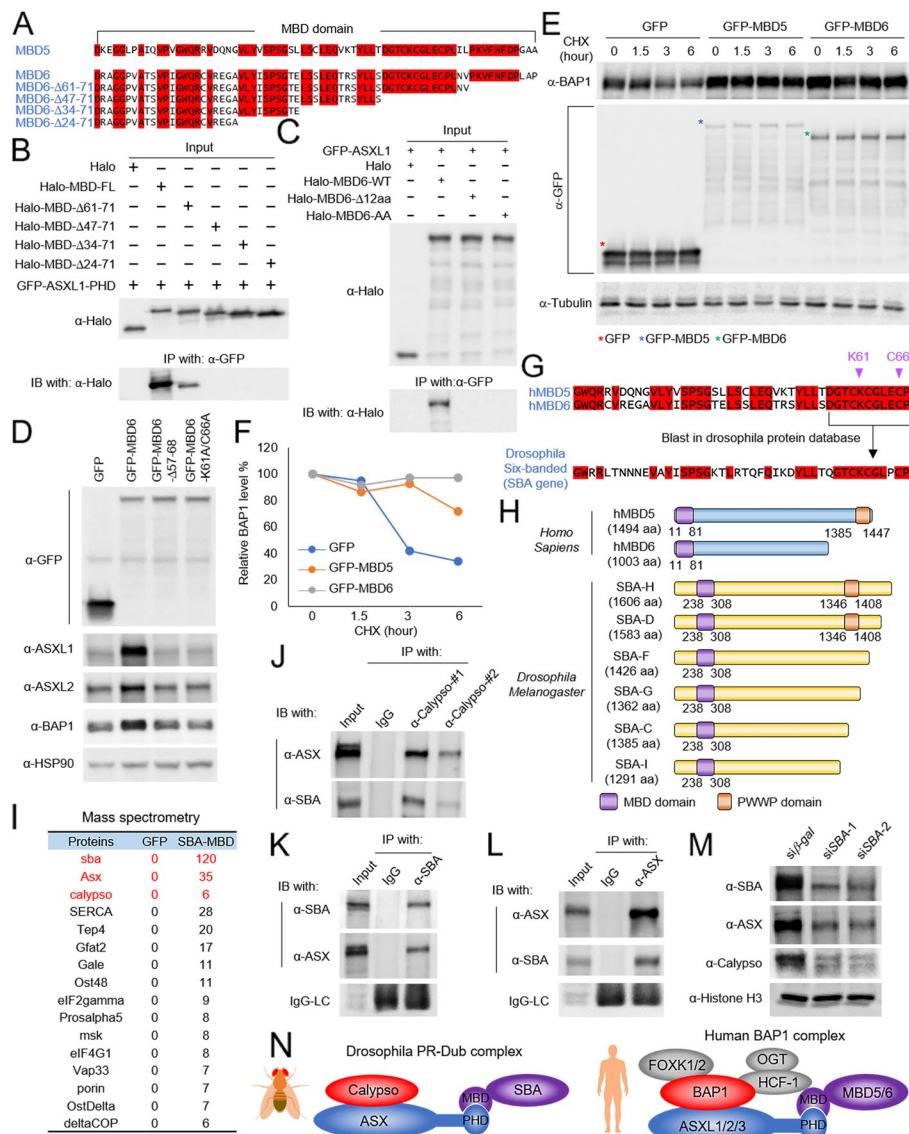 A
MBD domain
MBD5 DKEGGLPAIQVPVGWQRRVDQNGVLYVSPSGSLLSCLEQVKTYLLTDGTCKCGLECPLILPKVFNFDPGAA
MBD6 DRAGGPVATSVPIGWQRCVREGAVLYISPSGTELSSLEQTRSYLLSDGTCKCGLECPLNVPKVFNFDPLAP
MBD6-Δ61-71
MBD6-Δ47-71
MBD6-Δ34-71
MBD6-Δ24-71 DRAGGPVATSVPIGWQRCVREGA
B
Input
Halo + − − − − −
Halo-MBD-FL − + − − − −
Halo-MBD-Δ61-71 − − + − − −
Halo-MBD-Δ47-71 − − − + − −
Halo-MBD-Δ34-71 − − − − + −
Halo-MBD-Δ24-71 − − − − − +
GFP-ASXL1-PHD + + + + + +
α-Halo
IP with: α-GFP
IB with: α-Halo
C
Input
GFP-ASXL1 + + + +
Halo + − − −
Halo-MBD6-WT − + − −
Halo-MBD6-Δ12aa − − + −
Halo-MBD6-AA − − − +
α-Halo
IP with:α-GFP
IB with: α-Halo
D
GFP
GFP-MBD6
GFP-MBD6
-Δ57-68
GFP-MBD6
-K61A/C66A
α-GFP
α-ASXL1
α-ASXL2
α-BAP1
α-HSP90
E
GFP GFP-MBD5 GFP-MBD6
CHX
(hour) 0 1.5 3 6 0 1.5 3 6 0 1.5 3 6
α-BAP1
*
*
α-GFP
*
α-Tubulin
*GFP *GFP-MBD5 *GFP-MBD6
F
Relative BAP1 level %
120
100
80
60
40
20
0
GFP
GFP-MBD5
GFP-MBD6
0 1.5 3 6
CHX (hour)
G
K61 C66
hMBD5 GWQRRVDQNGVLYVSPSGSLLSCLEQVKTYLLTDGTCKCGLECP
hMBD6 GWQRCVREGAVLYISPSGTELSSLEQTRSYLLSDGTCKCGLECP
Blast in drosophila protein database
Drosophila
Six-banded
(SBA gene)
GWRRLTNNNEVAYISPSGKTLRTQFQIKDYLLTQGTCKCGLPCP
H
Homo
Sapiens
hMBD5
(1494 aa)
11 81 1385 1447
hMBD6
(1003 aa)
11 81
Drosophila
Melanogaster
SBA-H
(1606 aa)
238 308 1346 1408
SBA-D
(1583 aa)
238 308 1346 1408
SBA-F
(1426 aa)
238 308
SBA-G
(1362 aa)
238 308
SBA-C
(1385 aa)
238 308
SBA-I
(1291 aa)
238 308
MBD domain PWWP domain
I
Mass spectrometry
Proteins GFP SBA-MBD
sba 0 120
Asx 0 35
calypso 0 6
SERCA 0 28
Tep4 0 20
Gfat2 0 17
Gale 0 11
Ost48 0 11
eIF2gamma 0 9
Prosalpha5 0 8
msk 0 8
eIF4G1 0 8
Vap33 0 7
porin 0 7
OstDelta 0 7
deltaCOP 0 6
J
IP with:
IB with:
Input
IgG
α-Calypso-#1
α-Calypso-#2
α-ASX
α-SBA
K
IP with:
IB with:
Input
IgG
α-SBA
α-SBA
α-ASX
IgG-LC
L
IP with:
IB with:
Input
IgG
α-ASX
α-ASX
α-SBA
IgG-LC
M
siβ-gal
siSBA-1
siSBA-2
α-SBA
α-ASX
α-Calypso
α-Histone H3
N
Drosophila PR-Dub complex
Calypso
ASX
MBD
PHD
SBA
Human BAP1 complex
FOXK1/2
OGT
HCF-1
BAP1
ASXL1/2/3
MBD
PHD
MBD5/6